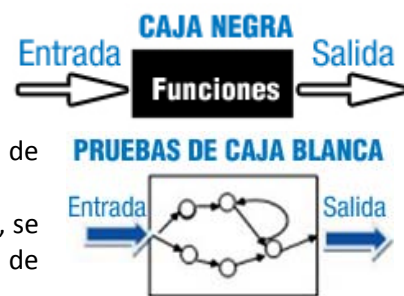 CAJA NEGRA
Entrada Salida
Funciones
de
PRUEBAS DE CAJA BLANCA
Entrada Salida
, se
de